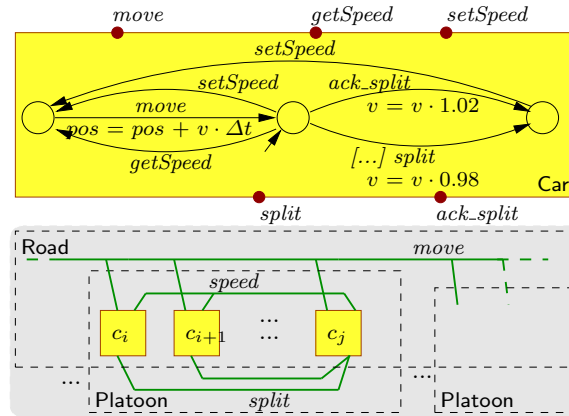 move getSpeed setSpeed
setSpeed
setSpeed ack_split
move v = v · 1.02
pos = pos + v · Δt
getSpeed [...] split
v = v · 0.98 Car
split ack_split
Road move
speed
...
c_i c_{i+1} ... c_j
... ...
Platoon split Platoon